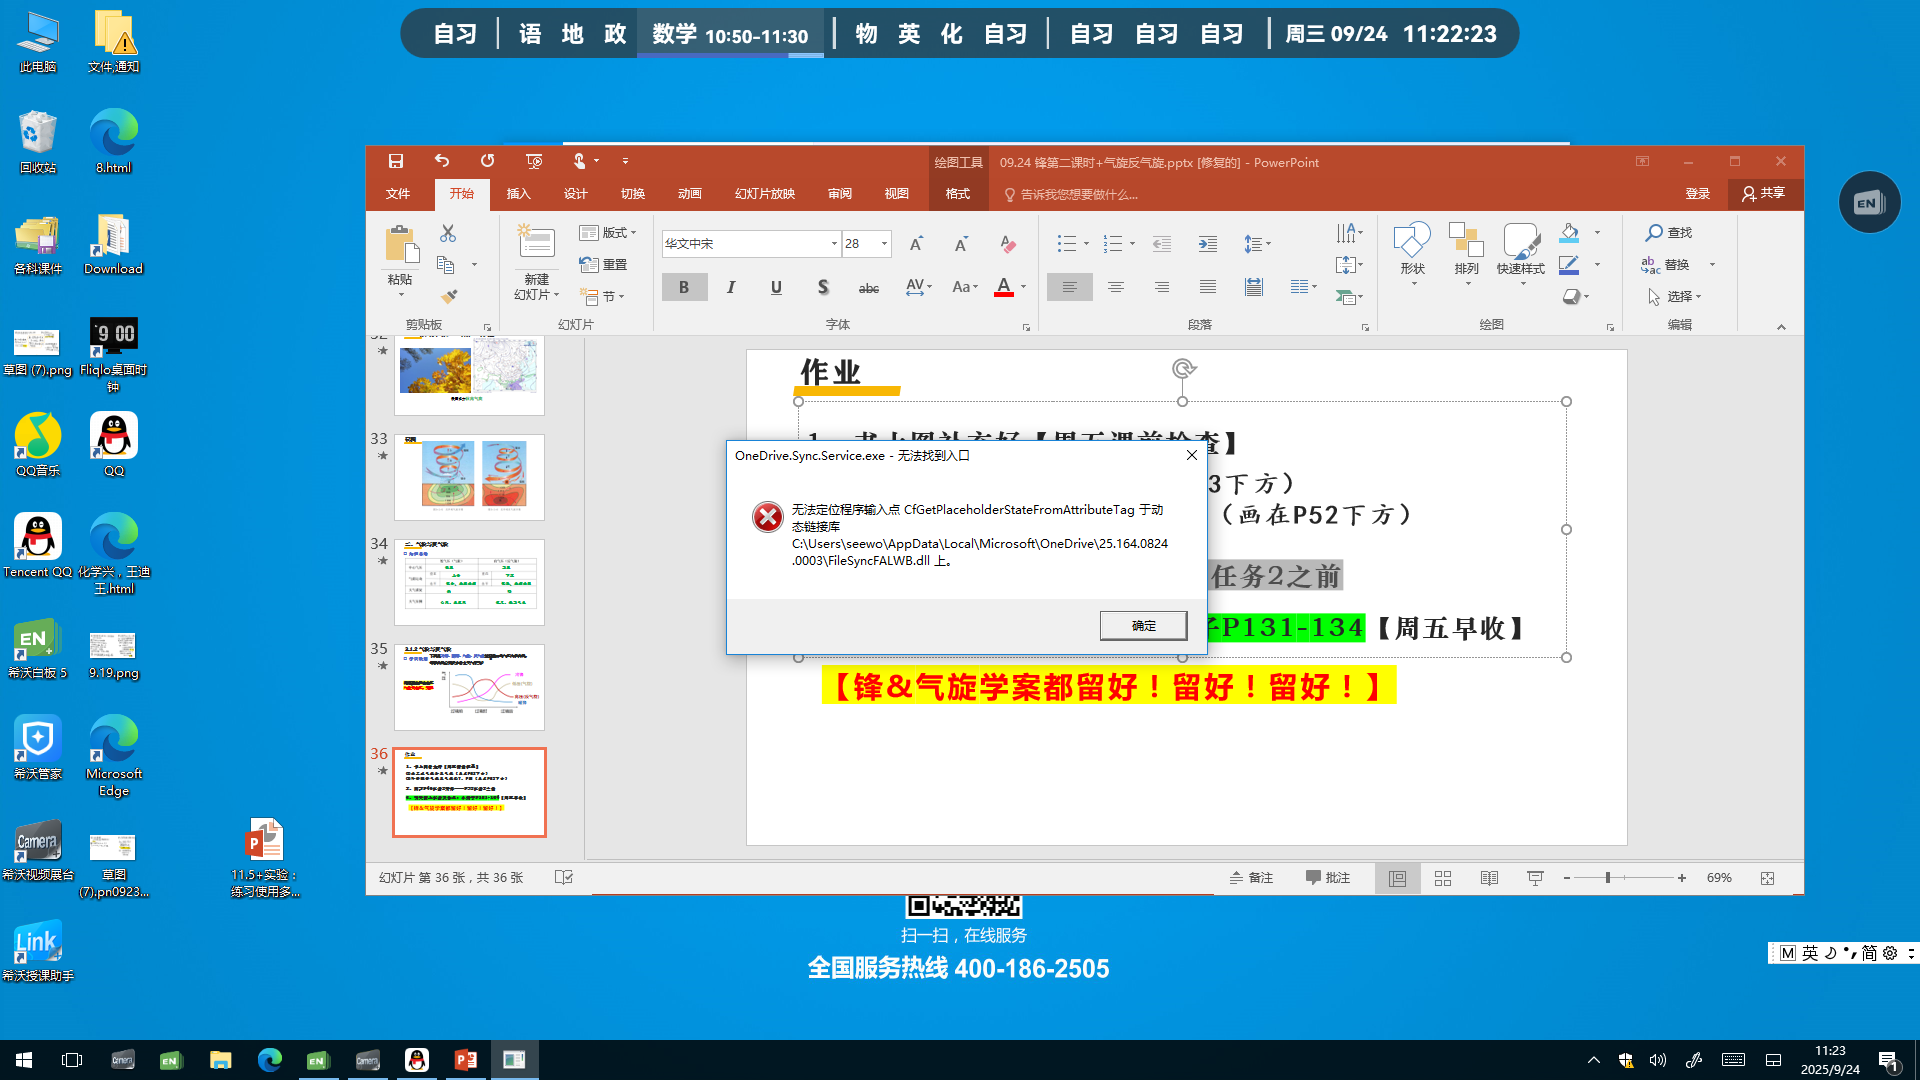 自习 语 地 政 数学 10:50-11:30 物 英 化 自习 自习 自习 自习 周三 09/24 11:22:23
此电脑
文件,通知
回收站
8.html
各科课件
Download
草图 (7).png
Fliqlo桌面时钟
QQ音乐
QQ
Tencent QQ
化学兴，王迪王.html
希沃白板 5
9.19.png
希沃管家
Microsoft Edge
希沃视频展台
草图(7).pn0923...
11.5+实验：练习使用多...
希沃授课助手
EN
绘图工具
09.24 锋第二课时+气旋反气旋.pptx [修复的] - PowerPoint
文件 开始 插入 设计 切换 动画 幻灯片放映 审阅 视图 格式 告诉我您想要做什么... 登录 共享
粘贴
剪贴板
新建
幻灯片
版式
重置
节
幻灯片
华文中宋 28
B I U S abc AV Aa A
字体
段落
形状
排列
快速样式
绘图
查找
替换
选择
编辑
33
34
35
36
作业
3下方）
（画在P52下方）
任务2之前
P131-134【周五早收】
【锋&气旋学案都留好！留好！留好！】
OneDrive.Sync.Service.exe - 无法找到入口
无法定位程序输入点 CfGetPlaceholderStateFromAttributeTag 于动
态链接库
C:\Users\seewo\AppData\Local\Microsoft\OneDrive\25.164.0824
.0003\FileSyncFALWB.dll 上。
确定
幻灯片 第 36 张，共 36 张
备注 批注 69%
扫一扫，在线服务
全国服务热线 400-186-2505
M 英 简
11:23
2025/9/24
1